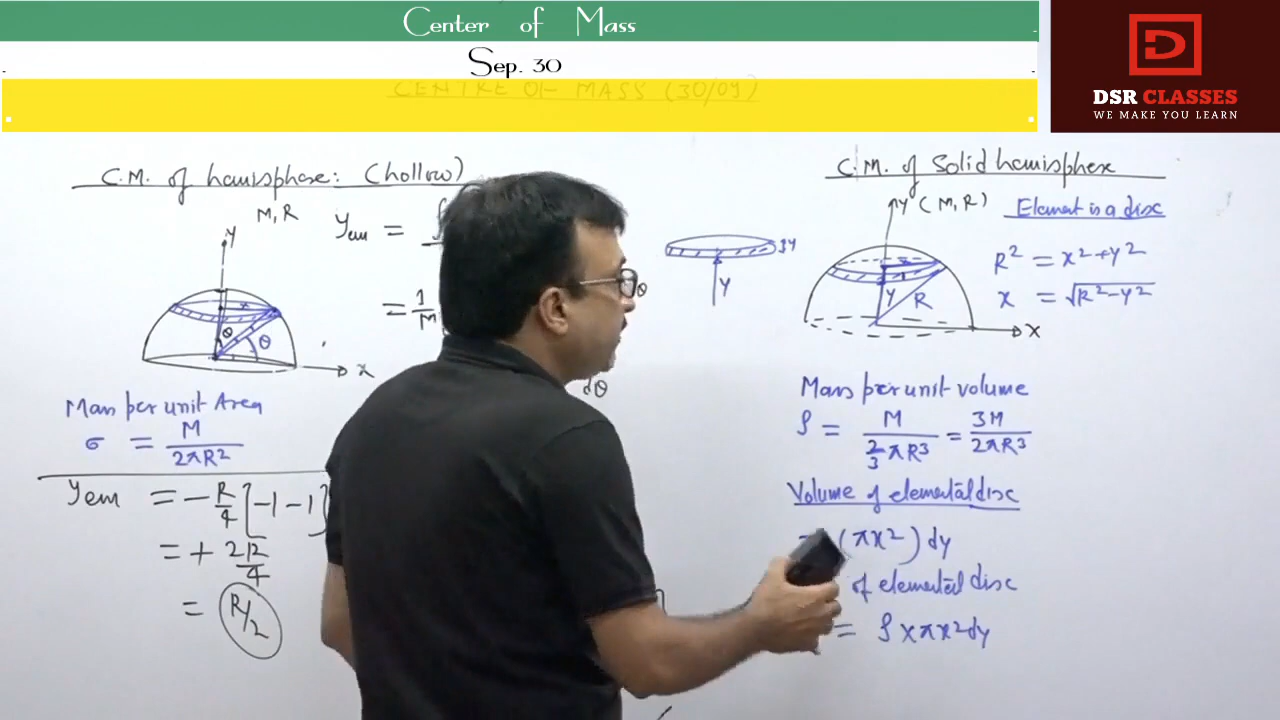 Center of Mass
Sep. 30
CENTRE OF MASS (30/09)
DSR CLASSES
WE MAKE YOU LEARN
C.M. of hemisphase: (hollow)
M, R
Yem =
= 1/M
θ
dθ
y
x
θ
θ
x
Mass per unit Area
σ = M/2πR²
Yem = - R/4 [-1-1]
= + 2R/4
= R/2
dy
y
C.M. of Solid hemisphere
y (M, R)
Element is a disc
R² = x²+y²
x = √R²-y²
x
y
R
x
Mass per unit volume
ρ = M/(2/3 πR³) = 3M/2πR³
Volume of elemental disc
= (πx²) dy
of elemental disc
= ρ x πx²dy